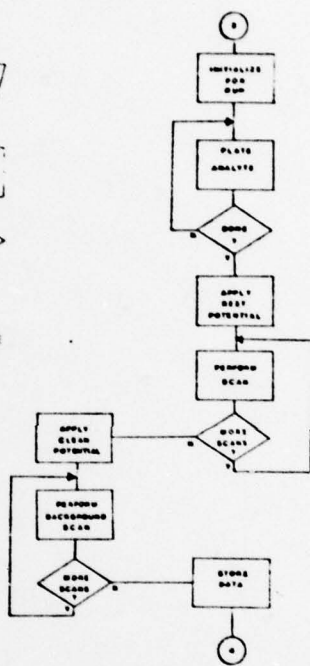 INITIALIZE
FOR
RUN
PLATE
ANALYTE
DONE
?
N
Y
APPLY
REST
POTENTIAL
PERFORM
SCAN
MORE
SCANS
?
N
Y
APPLY
CLEAN
POTENTIAL
PERFORM
BACKGROUND
SCAN
MORE
SCANS
?
N
Y
STORE
DATA